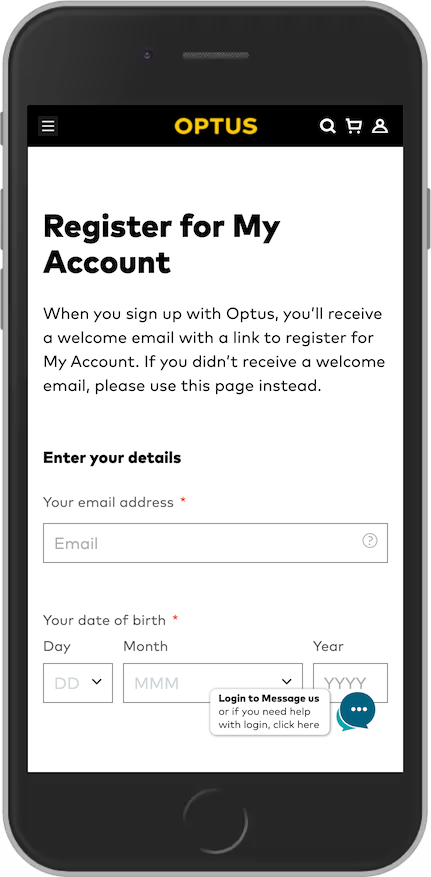 OPTUS
Register for My
Account
When you sign up with Optus, you’ll receive
a welcome email with a link to register for
My Account. If you didn’t receive a welcome
email, please use this page instead.
Enter your details
Your email address *
Email ?
Your date of birth *
Day Month Year
DD MMM YYYY
Login to Message us
or if you need help
with login, click here